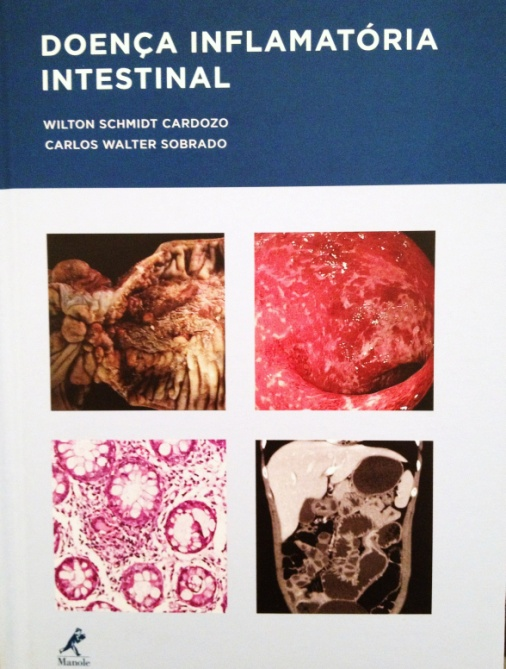 DOENÇA INFLAMATÓRIA
INTESTINAL
WILTON SCHMIDT CARDOZO
CARLOS WALTER SOBRADO
Manole